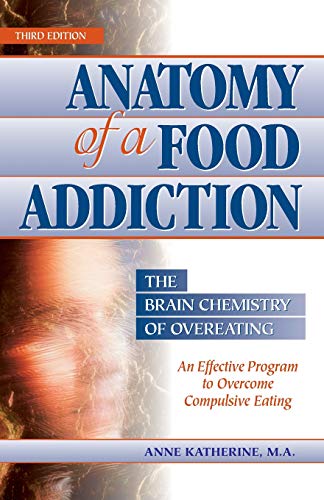 THIRD EDITION
ANATOMY
of a FOOD
ADDICTION
THE
BRAIN CHEMISTRY
OF OVEREATING
An Effective Program
to Overcome
Compulsive Eating
ANNE KATHERINE, M.A.